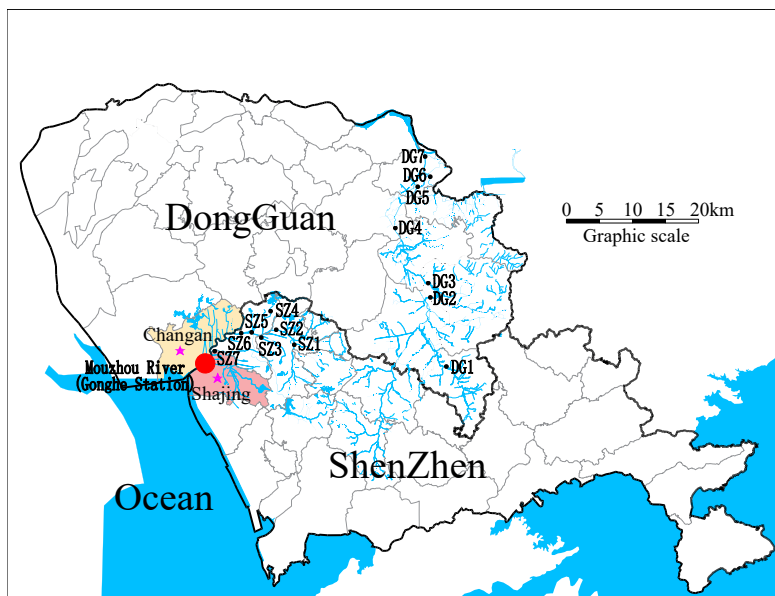 DG7
DG6
DG5
DongGuan
DG4
0 5 10 15 20km
Graphic scale
DG3
DG2
SZ4
SZ5
SZ2
Changan
SZ6
SZ3
SZ1
SZ7
Mouzhou River
(Gonghe Station)
DG1
Shajing
ShenZhen
Ocean